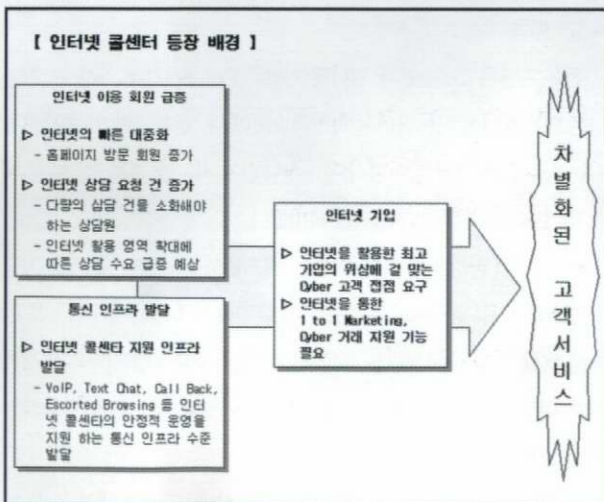 [ 인터넷 콜센터 등장 배경 ]
인터넷 이용 회원 급증
▷ 인터넷의 빠른 대중화
- 홈페이지 방문 회원 증가
▷ 인터넷 상담 요청 건 증가
- 다량의 상담 건을 소화해야
하는 상담원
- 인터넷 활용 영역 확대에
따른 상담 수요 급증 예상
통신 인프라 발달
▷ 인터넷 콜센타 지원 인프라
발달
- VoIP, Text Chat, Call Back,
Escorted Browsing 등 인터
넷 콜센타의 안정적 운영을
지원 하는 통신 인프라 수준
발달
인터넷 기업
▷ 인터넷을 활용한 최고
기업의 위상에 걸 맞는
Cyber 고객 접점 요구
▷ 인터넷을 통한
1 to 1 Marketing,
Cyber 거래 지원 기능
필요
차별화된 고객서비스